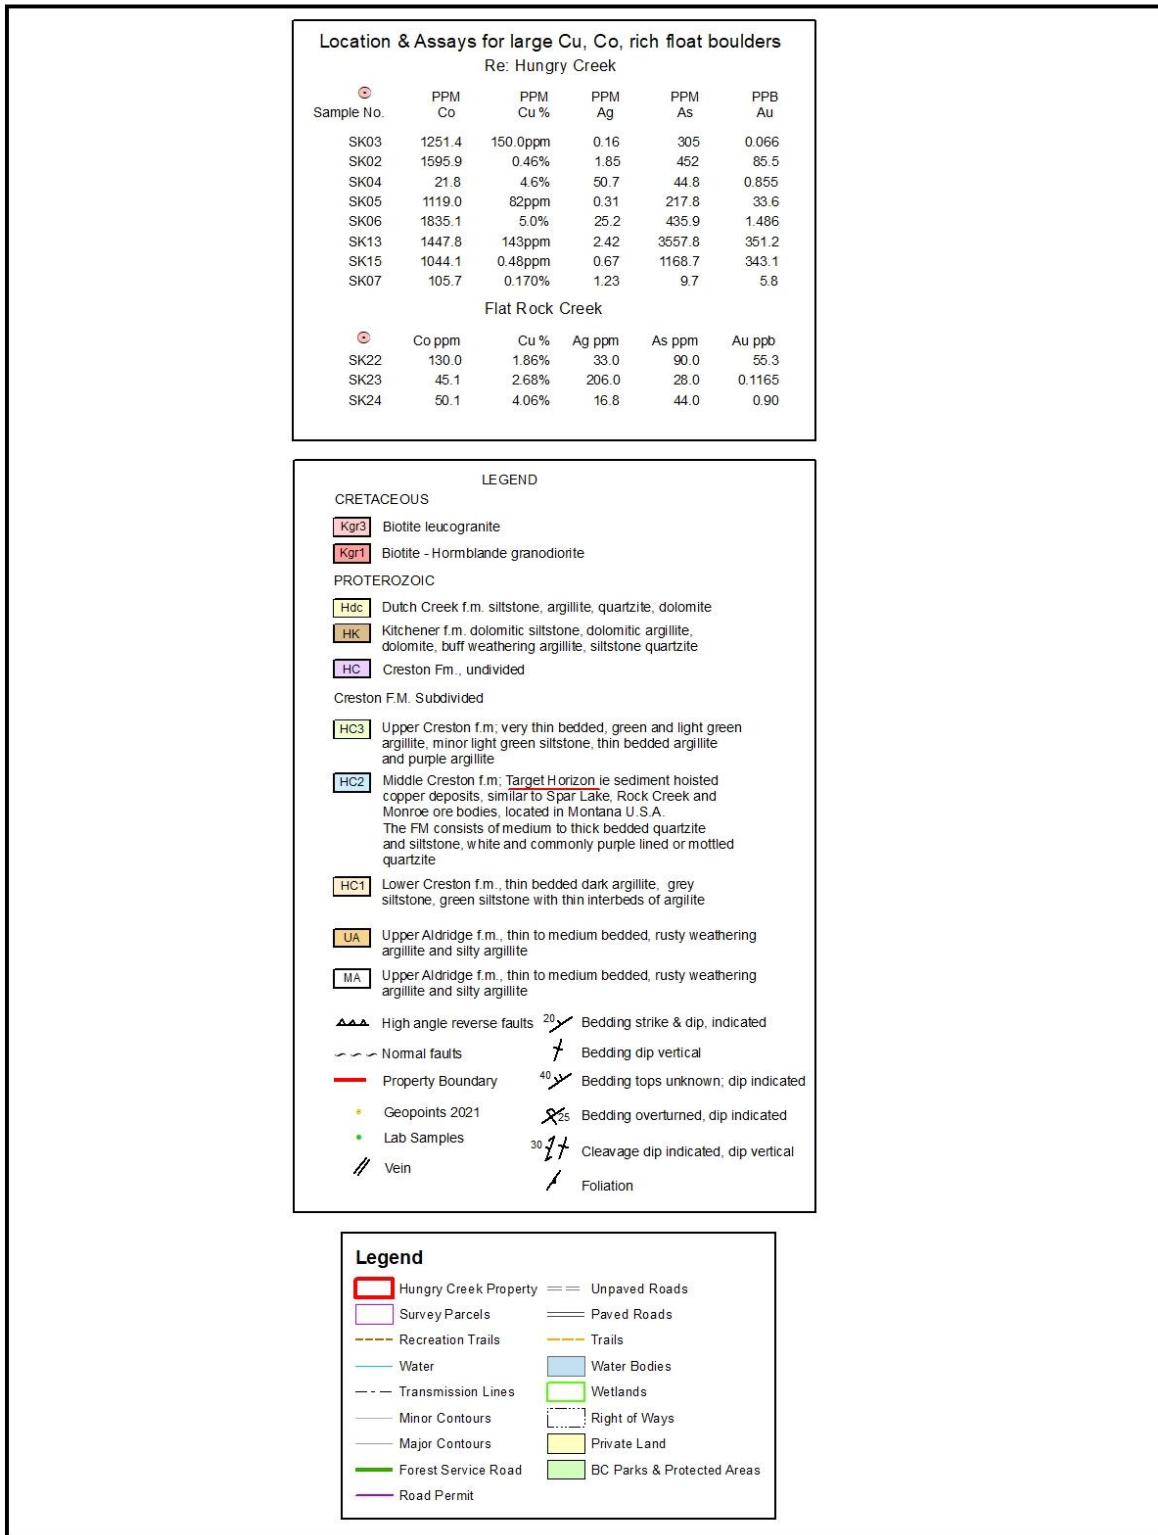 Location & Assays for large Cu, Co, rich float boulders
Re: Hungry Creek
PPM PPM PPM PPM PPB
Sample No. Co Cu % Ag As Au
SK03 1251.4 150.0ppm 0.16 305 0.066
SK02 1595.9 0.46% 1.85 452 85.5
SK04 21.8 4.6% 50.7 44.8 0.855
SK05 1119.0 82ppm 0.31 217.8 33.6
SK06 1835.1 5.0% 25.2 435.9 1.486
SK13 1447.8 143ppm 2.42 3557.8 351.2
SK15 1044.1 0.48ppm 0.67 1168.7 343.1
SK07 105.7 0.170% 1.23 9.7 5.8
Flat Rock Creek
Co ppm Cu % Ag ppm As ppm Au ppb
SK22 130.0 1.86% 33.0 90.0 55.3
SK23 45.1 2.68% 206.0 28.0 0.1165
SK24 50.1 4.06% 16.8 44.0 0.90
LEGEND
CRETACEOUS
Kgr3 Biotite leucogranite
Kgr1 Biotite - Hormblande granodiorite
PROTEROZOIC
Hdc Dutch Creek f.m. siltstone, argillite, quartzite, dolomite
HK Kitchener f.m. dolomitic siltstone, dolomitic argillite,
dolomite, buff weathering argillite, siltstone quartzite
HC Creston Fm., undivided
Creston F.M. Subdivided
HC3 Upper Creston f.m; very thin bedded, green and light green
argillite, minor light green siltstone, thin bedded argillite
and purple argillite
HC2 Middle Creston f.m; Target Horizon ie sediment hoisted
copper deposits, similar to Spar Lake, Rock Creek and
Monroe ore bodies, located in Montana U.S.A.
The FM consists of medium to thick bedded quartzite
and siltstone, white and commonly purple lined or mottled
quartzite
HC1 Lower Creston f.m., thin bedded dark argillite, grey
siltstone, green siltstone with thin interbeds of argilite
UA Upper Aldridge f.m., thin to medium bedded, rusty weathering
argillite and silty argillite
MA Upper Aldridge f.m., thin to medium bedded, rusty weathering
argillite and silty argillite
High angle reverse faults 20 Bedding strike & dip, indicated
Normal faults Bedding dip vertical
Property Boundary 40 Bedding tops unknown; dip indicated
Geopoints 2021 25 Bedding overturned, dip indicated
Lab Samples 30 Cleavage dip indicated, dip vertical
Vein Foliation
Legend
Hungry Creek Property Unpaved Roads
Survey Parcels Paved Roads
Recreation Trails Trails
Water Water Bodies
Transmission Lines Wetlands
Minor Contours Right of Ways
Major Contours Private Land
Forest Service Road BC Parks & Protected Areas
Road Permit